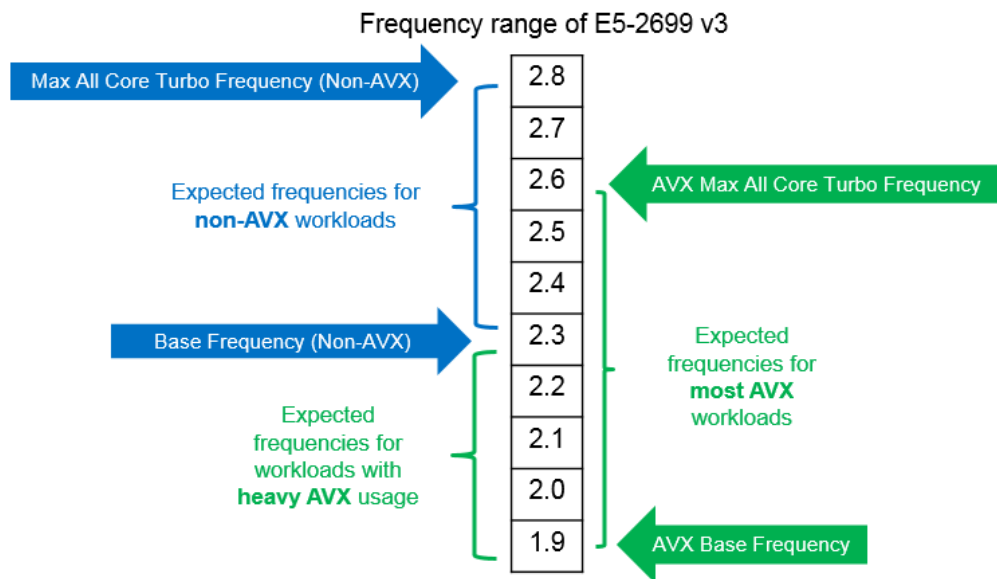 Frequency range of E5-2699 v3
Max All Core Turbo Frequency (Non-AVX)
2.8
2.7
2.6
2.5
2.4
2.3
2.2
2.1
2.0
1.9
Expected frequencies for
non-AVX workloads
Base Frequency (Non-AVX)
Expected
frequencies for
workloads with
heavy AVX usage
AVX Max All Core Turbo Frequency
Expected
frequencies for
most AVX
workloads
AVX Base Frequency